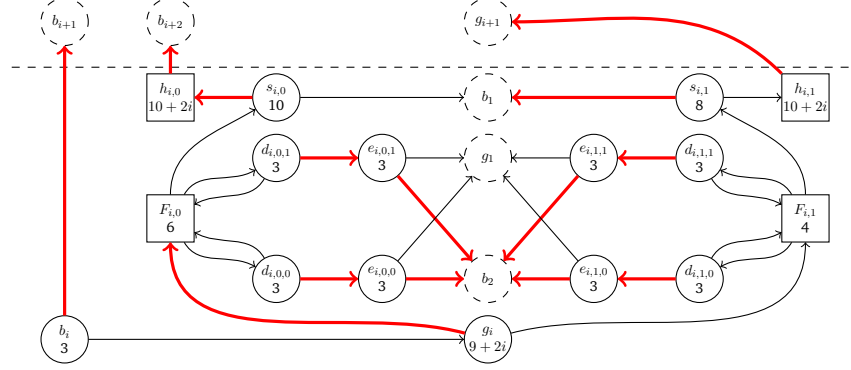 b_{i+1}
b_{i+2}
g_{i+1}
h_{i,0}
10 + 2i
s_{i,0}
10
b_1
s_{i,1}
8
h_{i,1}
10 + 2i
d_{i,0,1}
3
e_{i,0,1}
3
g_1
e_{i,1,1}
3
d_{i,1,1}
3
F_{i,0}
6
F_{i,1}
4
d_{i,0,0}
3
e_{i,0,0}
3
b_2
e_{i,1,0}
3
d_{i,1,0}
3
b_i
3
g_i
9 + 2i